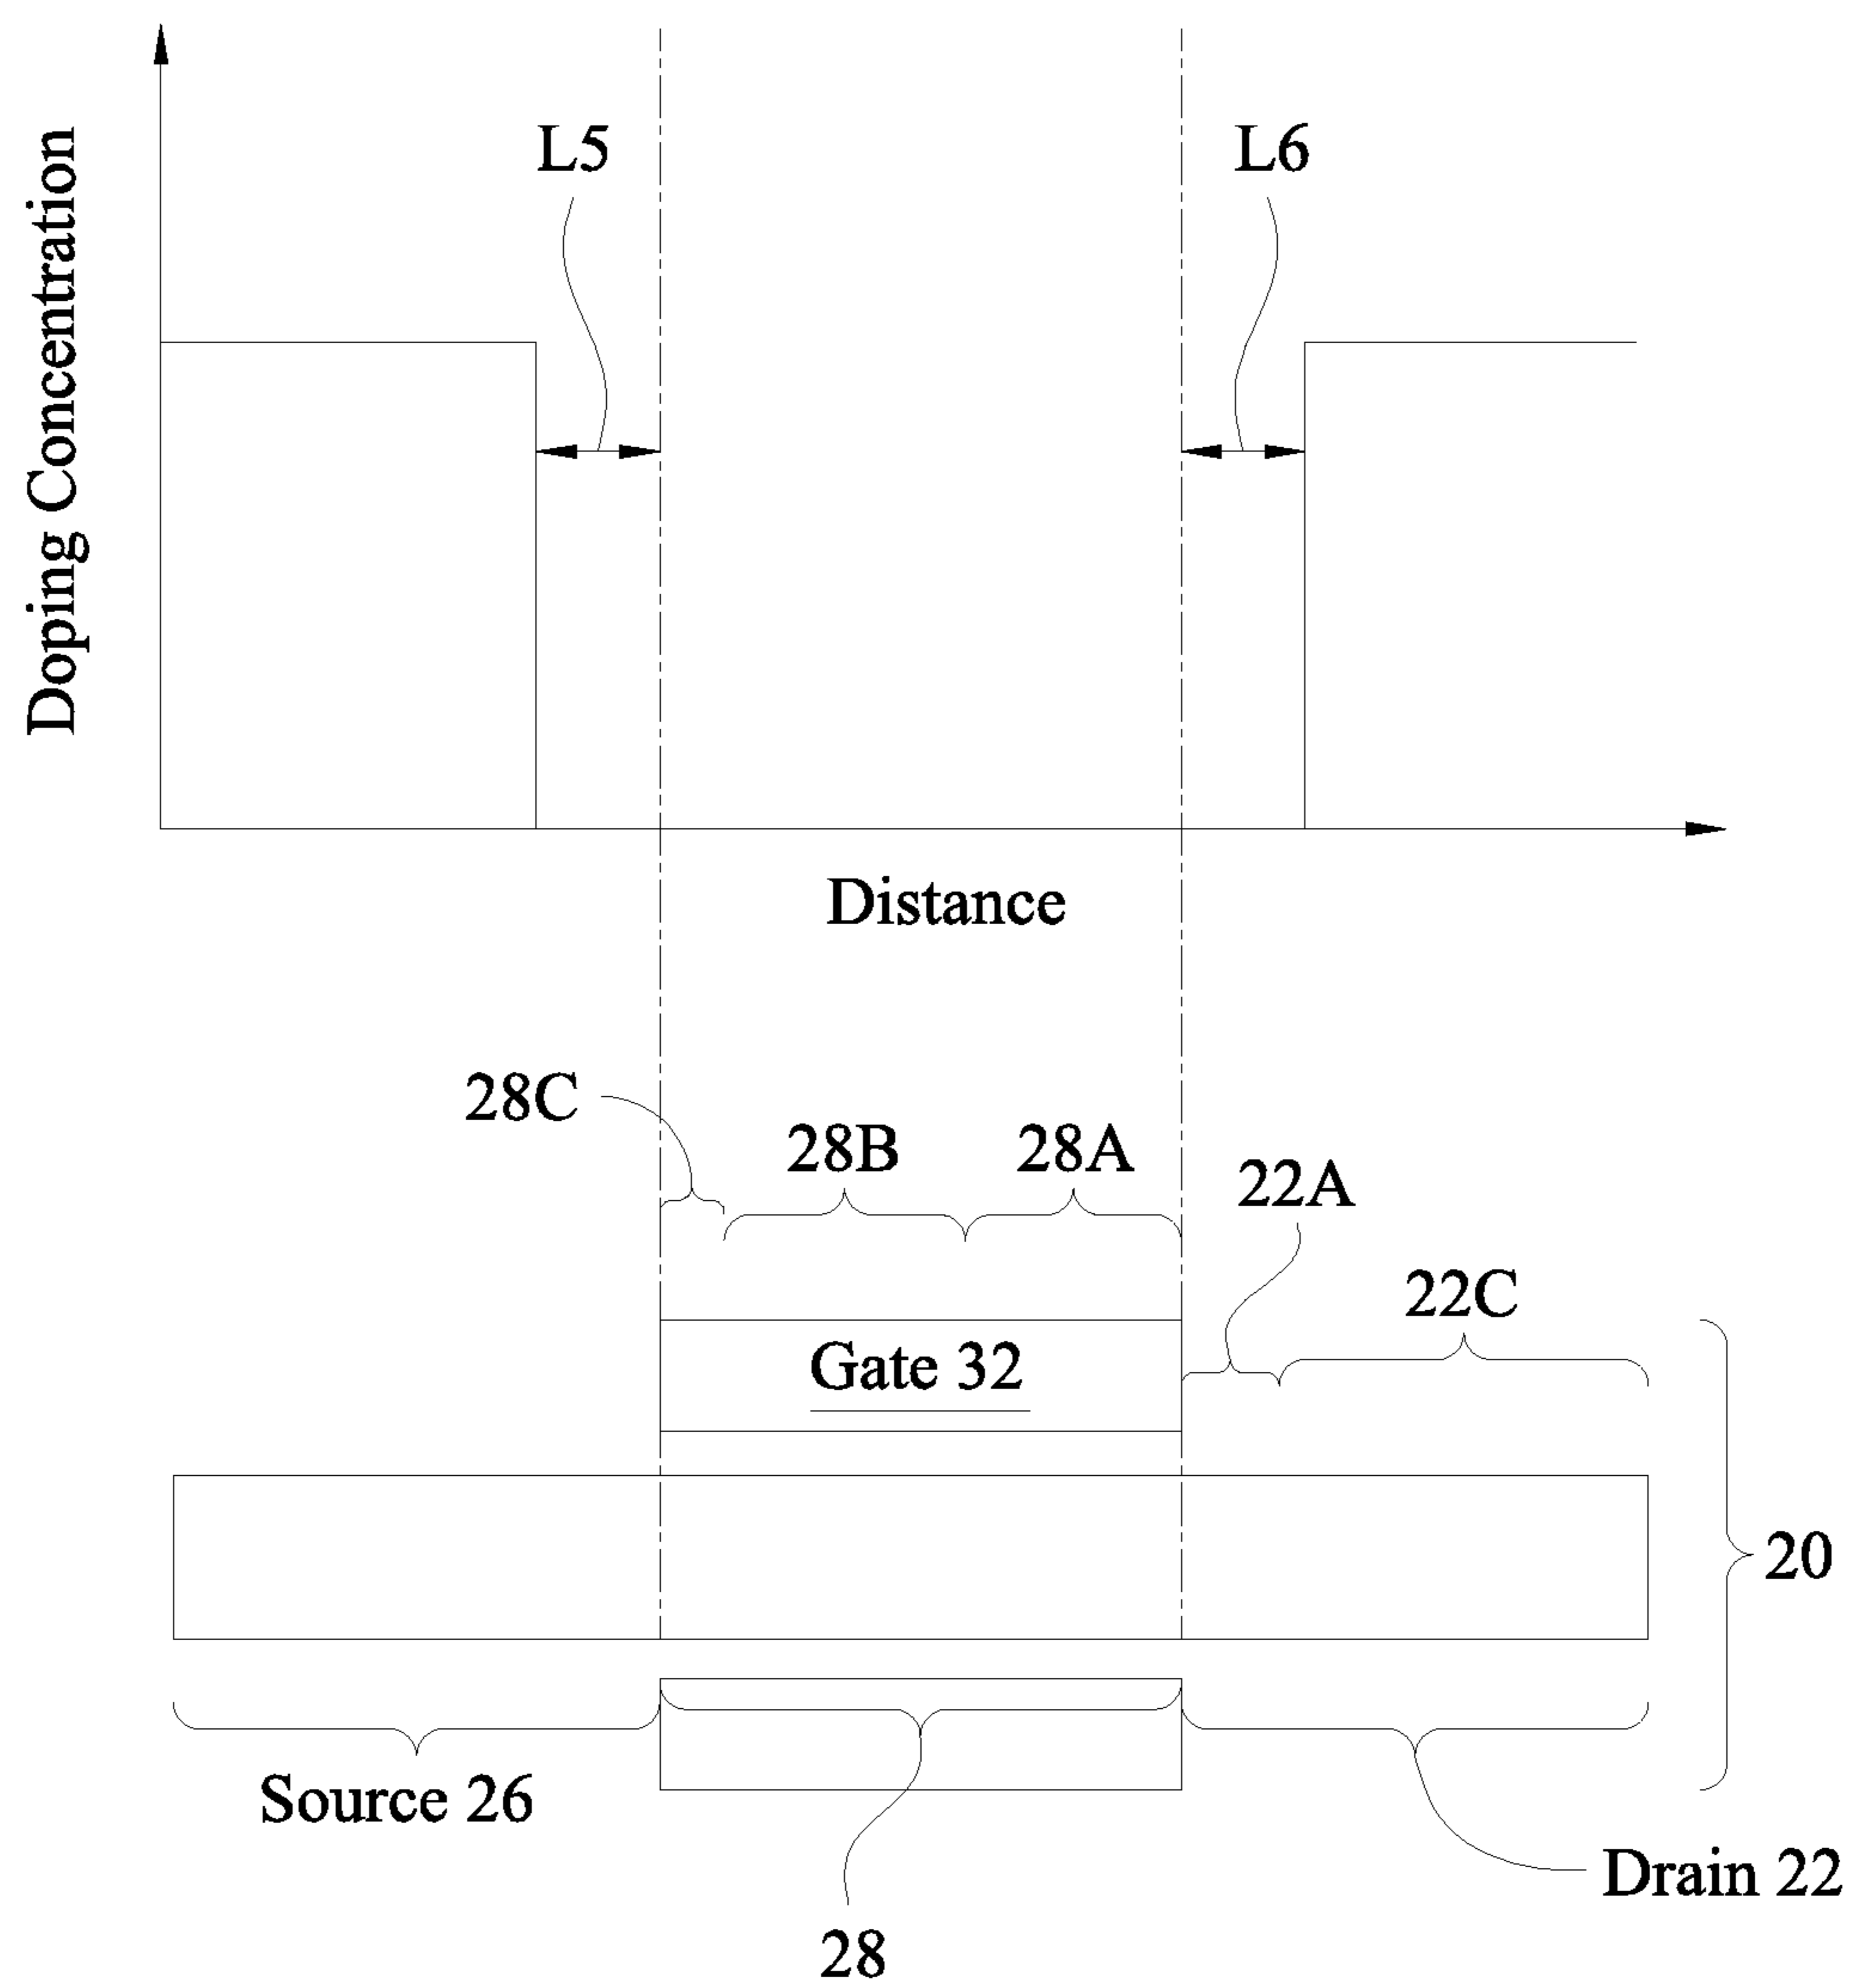 L5
L6
Doping Concentration
Distance
28C
28B
28A
22A
22C
Gate 32
20
Source 26
Drain 22
28